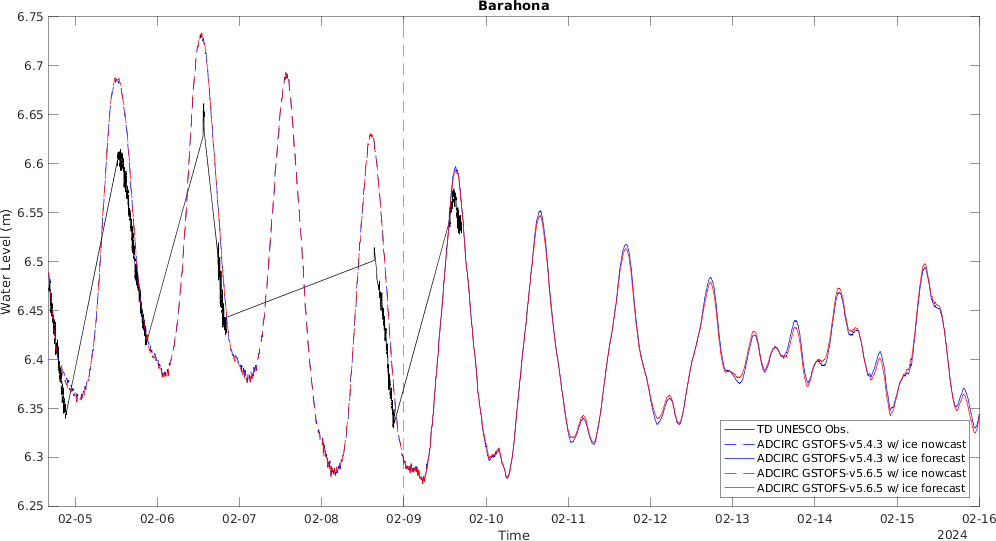 Barahona
6.75
6.7
6.65
6.6
6.55
6.5
6.45
6.4
6.35
6.3
6.25
Water Level (m)
TD UNESCO Obs.
ADCIRC GSTOFS-v5.4.3 w/ ice nowcast
ADCIRC GSTOFS-v5.4.3 w/ ice forecast
ADCIRC GSTOFS-v5.6.5 w/ ice nowcast
ADCIRC GSTOFS-v5.6.5 w/ ice forecast
02-05 02-06 02-07 02-08 02-09 02-10 02-11 02-12 02-13 02-14 02-15 02-16
Time
2024